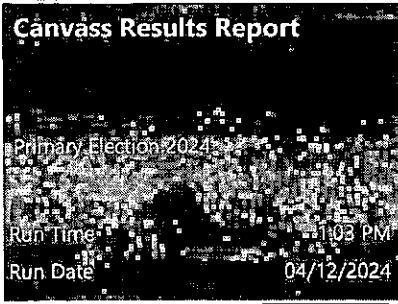 Canvass Results Report
Primary Election 2024
Run Time 1:03 PM
Run Date 04/12/2024